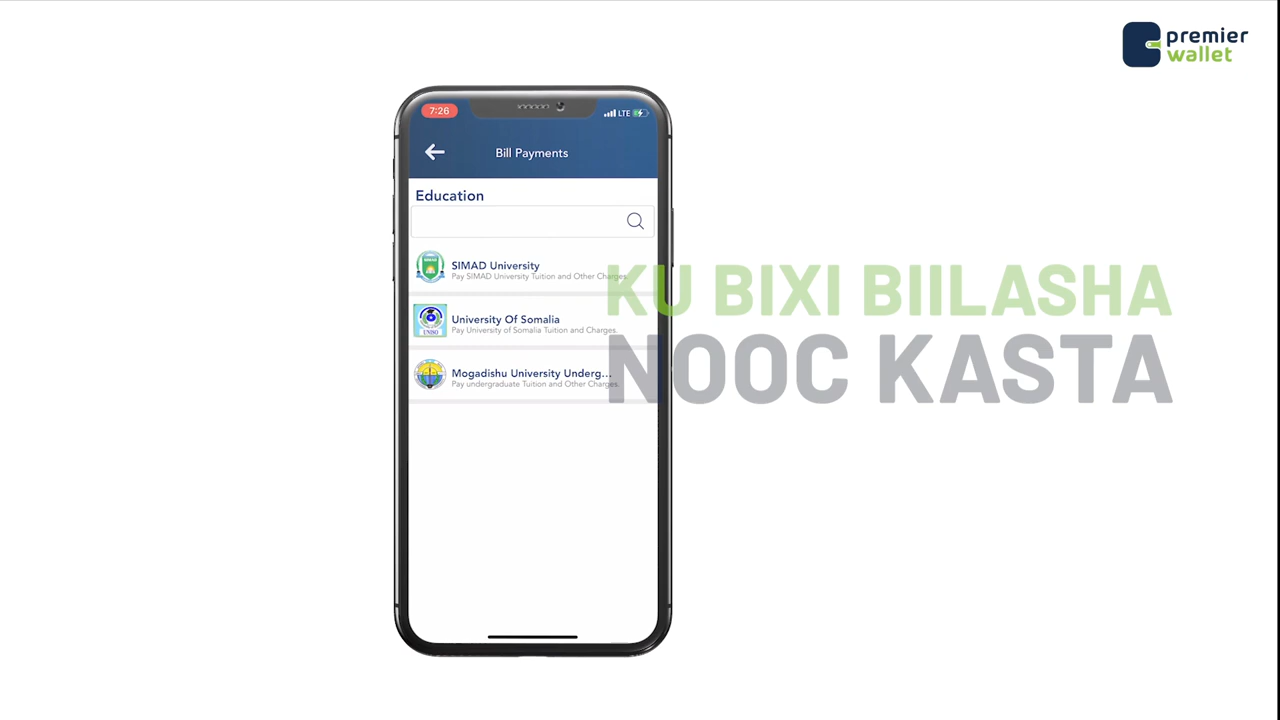 premier
wallet
7:26
LTE
Bill Payments
Education
SIMAD University
Pay SIMAD University Tuition and Other Charges.
University Of Somalia
Pay University of Somalia Tuition and Charges.
UNISO
Mogadishu University Underg...
Pay undergraduate Tuition and Other Charges.
KU BIXI BIILASHA
NOOC KASTA